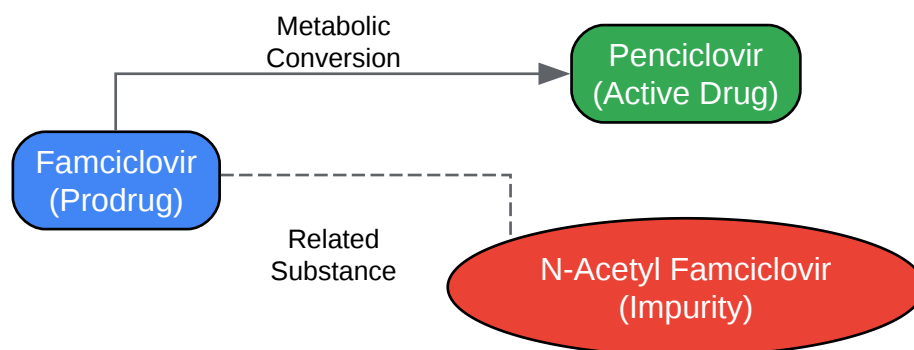 Metabolic
Conversion
Penciclovir
(Active Drug)
Famciclovir
(Prodrug)
Related
Substance
N-Acetyl Famciclovir
(Impurity)